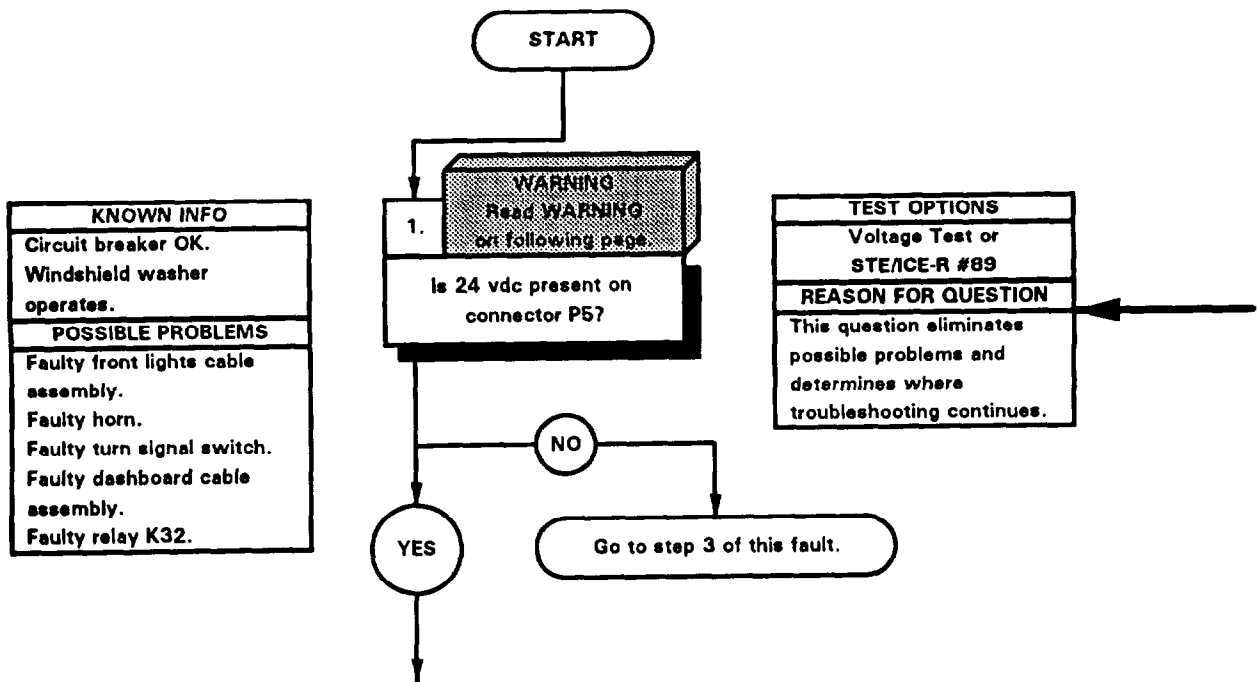 START
KNOWN INFO
Circuit breaker OK.
Windshield washer
operates.
POSSIBLE PROBLEMS
Faulty front lights cable
assembly.
Faulty horn.
Faulty turn signal switch.
Faulty dashboard cable
assembly.
Faulty relay K32.
1.
WARNING
Read WARNING
on following page.
Is 24 vdc present on
connector P5?
TEST OPTIONS
Voltage Test or
STE/ICE-R #89
REASON FOR QUESTION
This question eliminates
possible problems and
determines where
troubleshooting continues.
NO
YES
Go to step 3 of this fault.